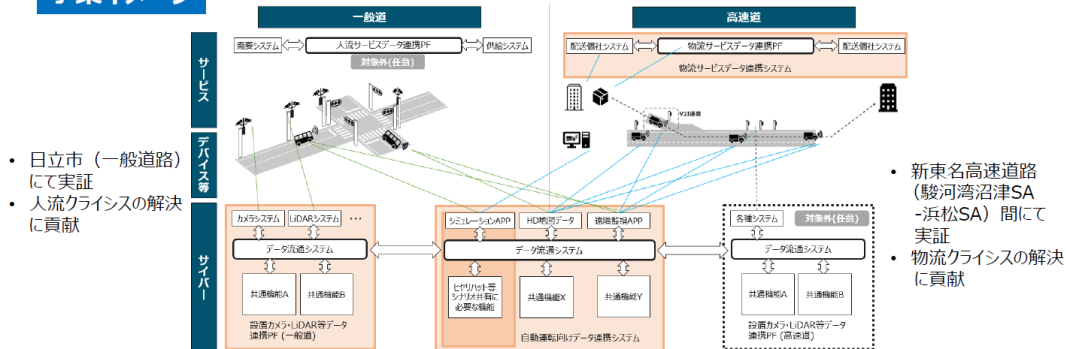 一般道
高速道
サービス
需要システム
人流サービスデータ連携PF
供給システム
対象外(任意)
配送個社システム
物流サービスデータ連携PF
配送個社システム
物流サービスデータ連携システム
V2I通信
デバイス等
• 日立市（一般道路）
にて実証
• 人流クライシスの解決
に貢献
• 新東名高速道路
（駿河湾沼津SA
-浜松SA）間にて
実証
• 物流クライシスの解決
に貢献
サイバー
カメラシステム
LiDARシステム
…
データ流通システム
共通機能A
共通機能B
設置カメラ・LiDAR等データ
連携PF (一般道)
シミュレーションAPP
HD地図データ
遠隔監視APP
データ流通システム
ヒヤリハット等
シナリオ共有に
必要な機能
共通機能X
共通機能Y
自動運転向けデータ連携システム
各種システム
対象外(任意)
データ流通システム
共通機能A
共通機能B
設置カメラ・LiDAR等データ
連携PF (高速道)